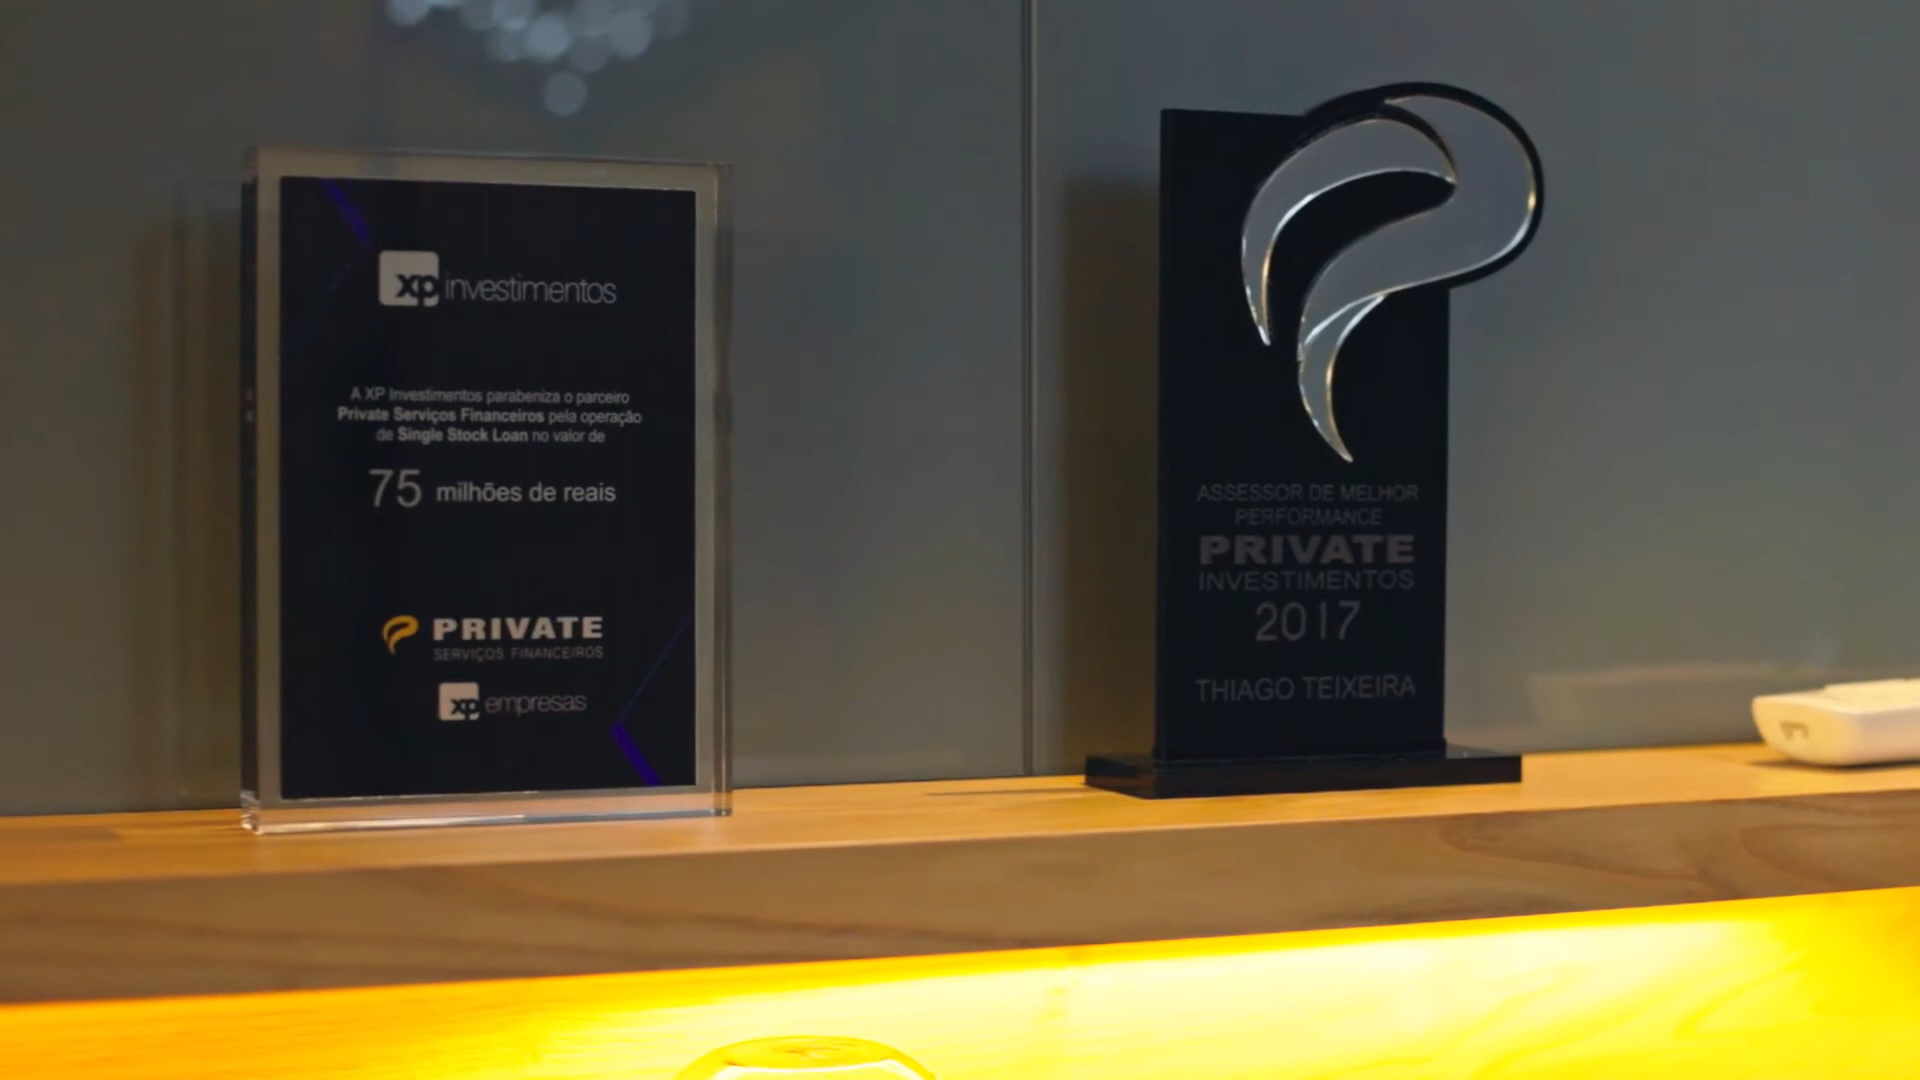 xp investimentos
A XP Investimentos parabeniza o parceiro
Private Serviços Financeiros pela operação
de Single Stock Loan no valor de
75 milhões de reais
PRIVATE
SERVIÇOS FINANCEIROS
xp empresas
ASSESSOR DE MELHOR
PERFORMANCE
PRIVATE
INVESTIMENTOS
2017
THIAGO TEIXEIRA